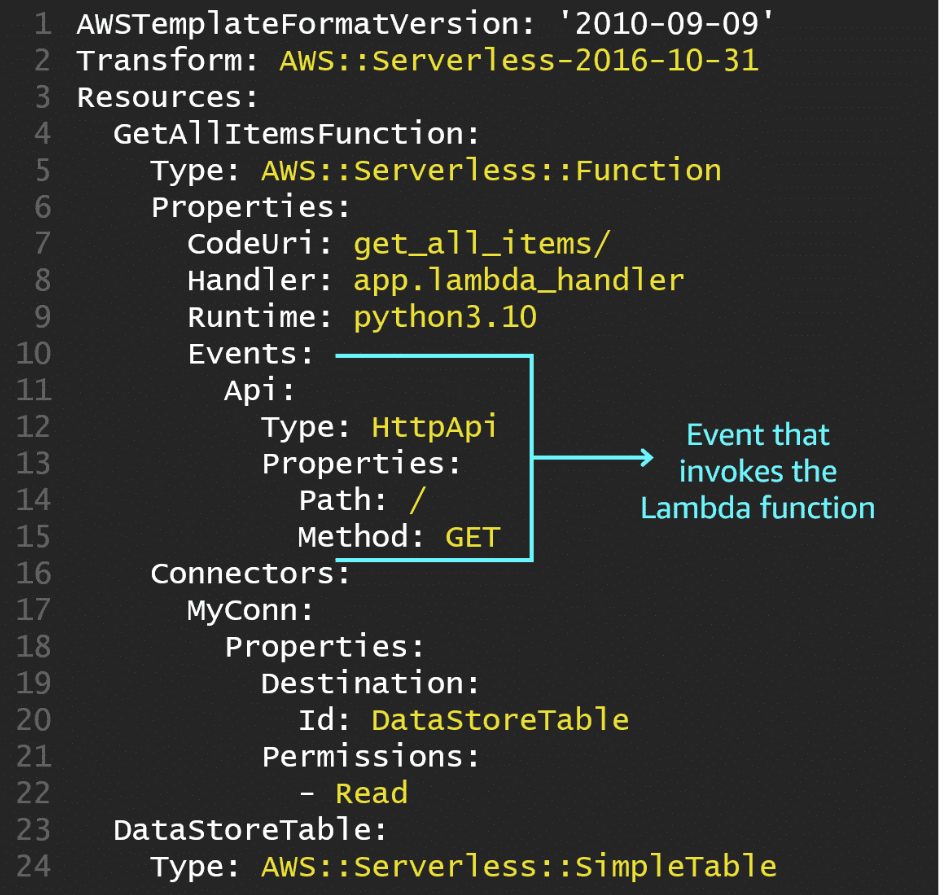 1 AWSTemplateFormatVersion: '2010-09-09'
2 Transform: AWS::Serverless-2016-10-31
3 Resources:
4   GetAllItemsFunction:
5     Type: AWS::Serverless::Function
6     Properties:
7       CodeUri: get_all_items/
8       Handler: app.lambda_handler
9       Runtime: python3.10
10       Events:
11         Api:
12           Type: HttpApi
13           Properties:
14             Path: /
15             Method: GET
16     Connectors:
17       MyConn:
18         Properties:
19           Destination:
20             Id: DataStoreTable
21           Permissions:
22             - Read
23   DataStoreTable:
24     Type: AWS::Serverless::SimpleTable
Event that
invokes the
Lambda function